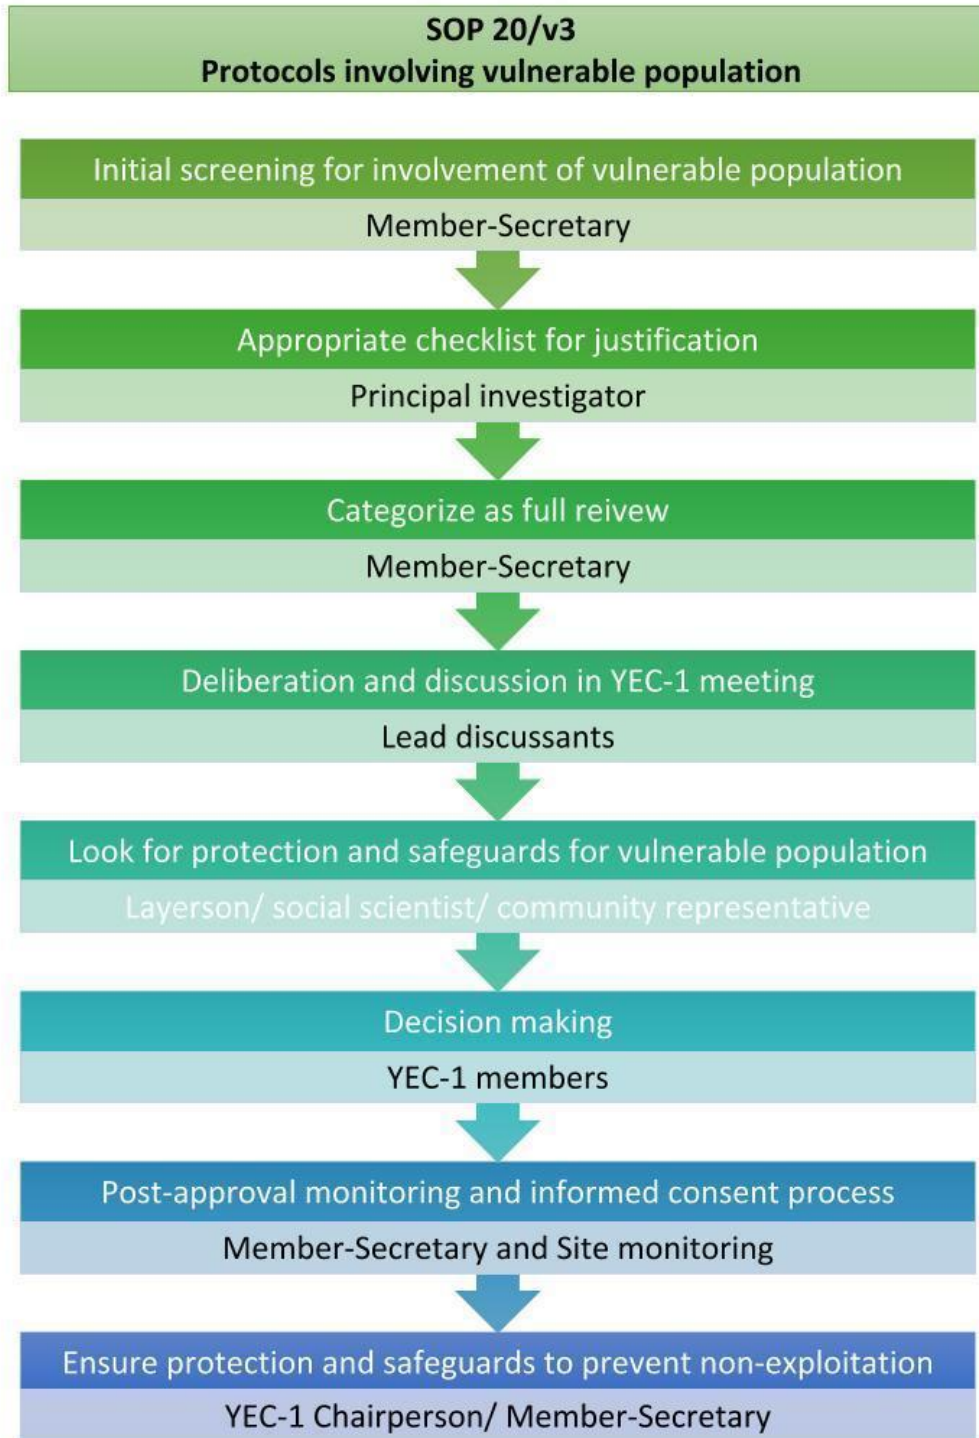 SOP 20/v3
Protocols involving vulnerable population
Initial screening for involvement of vulnerable population
Member-Secretary
Appropriate checklist for justification
Principal investigator
Categorize as full reivew
Member-Secretary
Deliberation and discussion in YEC-1 meeting
Lead discussants
Look for protection and safeguards for vulnerable population
Layerson/ social scientist/ community representative
Decision making
YEC-1 members
Post-approval monitoring and informed consent process
Member-Secretary and Site monitoring
Ensure protection and safeguards to prevent non-exploitation
YEC-1 Chairperson/ Member-Secretary